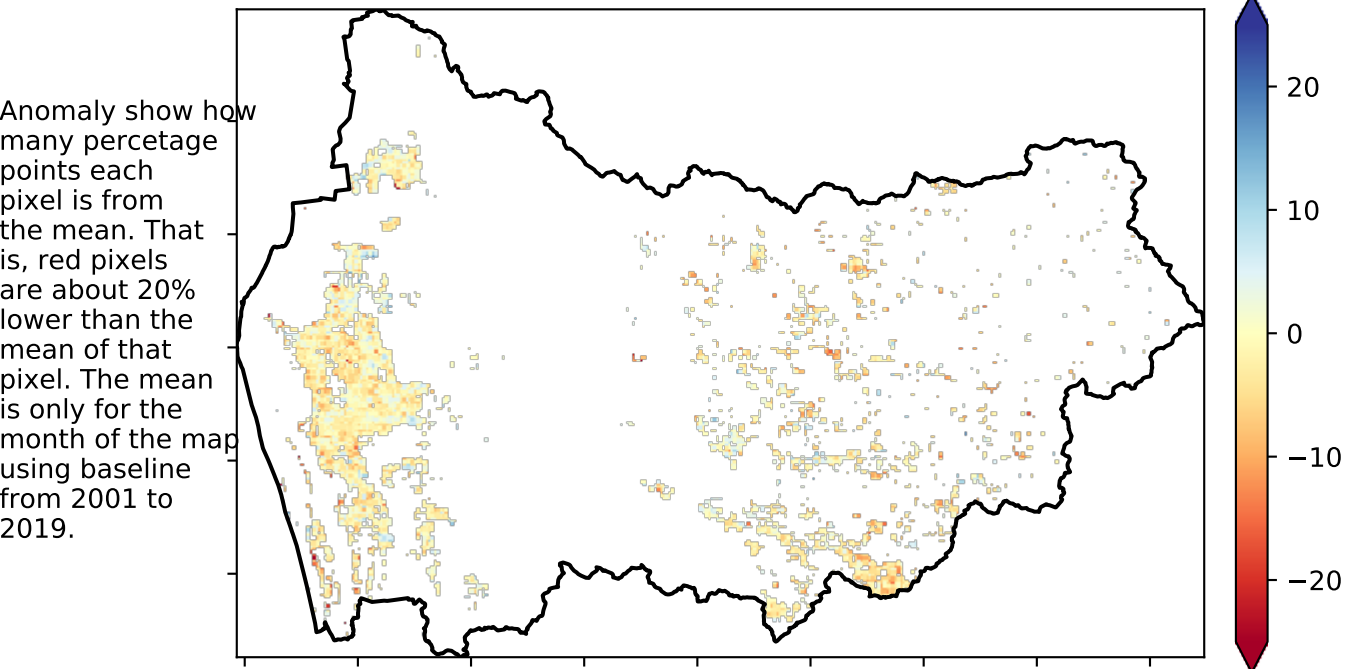 Anomaly show how
many percetage
points each
pixel is from
the mean. That
is, red pixels
are about 20%
lower than the
mean of that
pixel. The mean
is only for the
month of the map
using baseline
from 2001 to
2019.
20
10
0
−10
−20